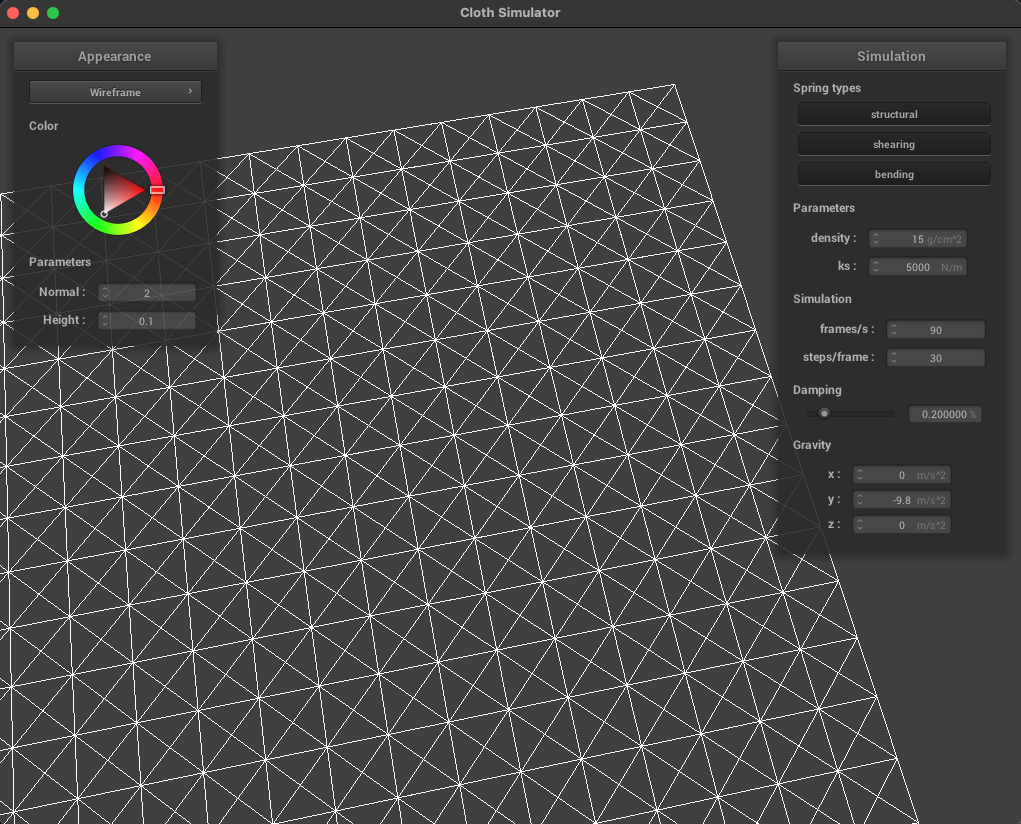 Cloth Simulator
Appearance
Wireframe
Color
Parameters
Normal : 2
Height : 0.1
Simulation
Spring types
structural
shearing
bending
Parameters
density : 15 g/cm^2
ks : 5000 N/m
Simulation
frames/s : 90
steps/frame : 30
Damping
0.200000 %
Gravity
x : 0 m/s^2
y : -9.8 m/s^2
z : 0 m/s^2